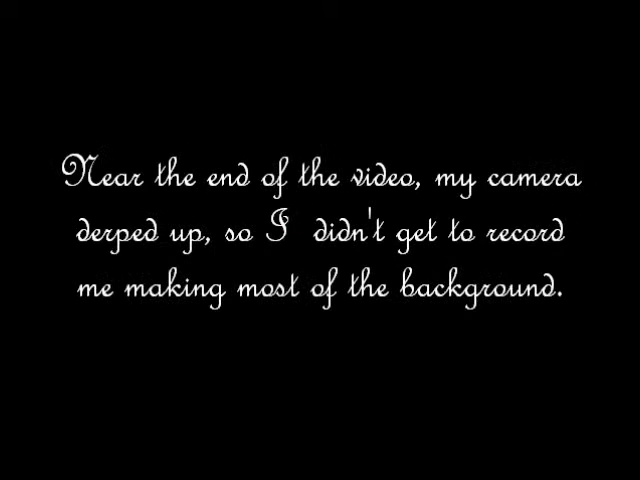 Near the end of the video, my camera
derped up, so I didn't get to record
me making most of the background.